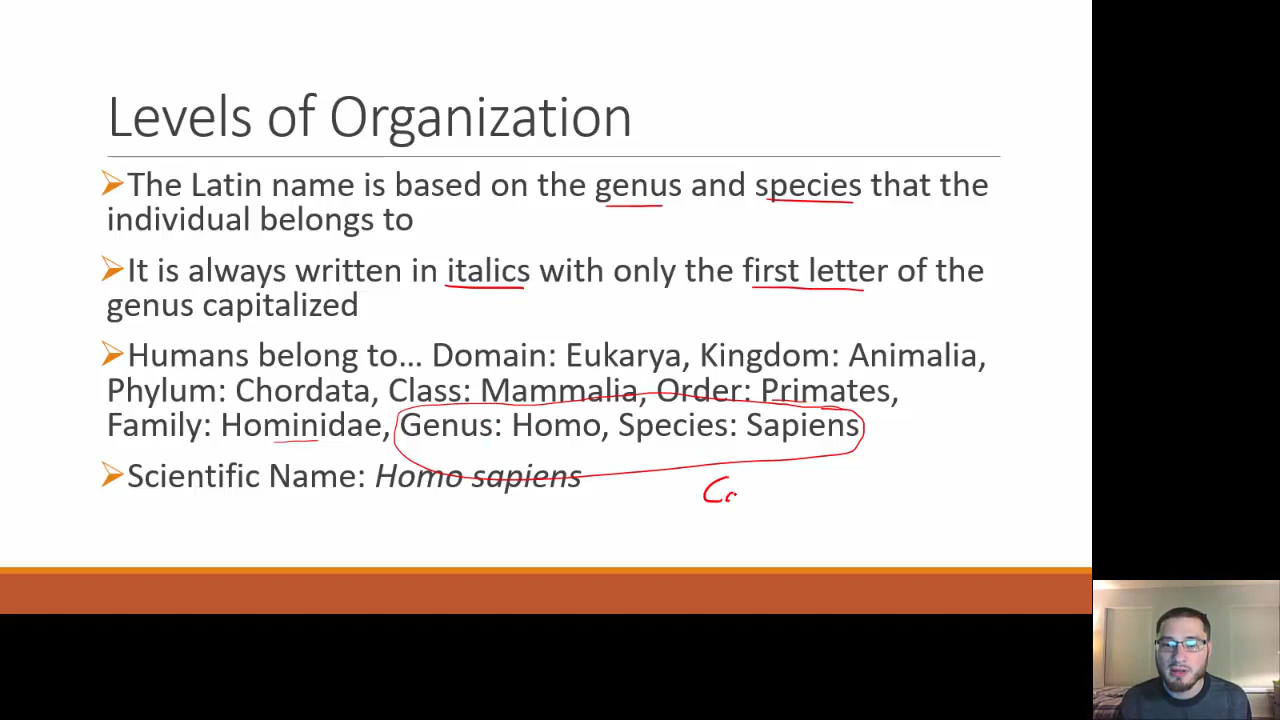 Levels of Organization
The Latin name is based on the genus and species that the
individual belongs to
It is always written in italics with only the first letter of the
genus capitalized
Humans belong to... Domain: Eukarya, Kingdom: Animalia,
Phylum: Chordata, Class: Mammalia, Order: Primates,
Family: Hominidae, Genus: Homo, Species: Sapiens
Scientific Name: Homo sapiens
Ca